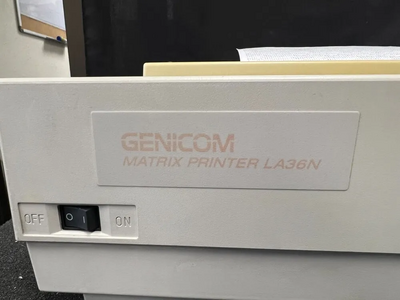 GENICOM
MATRIX PRINTER LA36N
OFF
ON